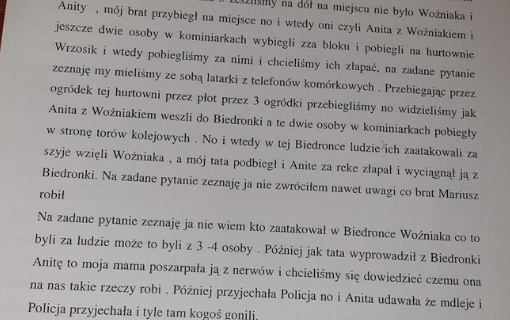 zeszliśmy na dół na miejscu nie było Woźniaka i
Anity , mój brat przybiegł na miejsce no i wtedy oni czyli Anita z Woźniakiem i
jeszcze dwie osoby w kominiarkach wybiegli zza bloku i pobiegli na hurtownie
Wrzosik i wtedy pobiegliśmy za nimi i chcieliśmy ich złapać, na zadane pytanie
zeznaję my mieliśmy ze sobą latarki z telefonów komórkowych . Przebiegając przez
ogródek tej hurtowni przez płot przez 3 ogródki przebiegliśmy no widzieliśmy jak
Anita z Woźniakiem weszli do Biedronki a te dwie osoby w kominiarkach pobiegły
w stronę torów kolejowych . No i wtedy w tej Biedronce ludzie ich zaatakowali za
szyje wzięli Woźniaka , a mój tata podbiegł i Anite za reke złapał i wyciągnął ją z
Biedronki. Na zadane pytanie zeznaję ja nie zwróciłem nawet uwagi co brat Mariusz
robił
Na zadane pytanie zeznaję ja nie wiem kto zaatakował w Biedronce Woźniaka co to
byli za ludzie może to byli z 3 -4 osoby . Później jak tata wyprowadził z Biedronki
Anitę to moja mama poszarpała ją z nerwów i chcieliśmy się dowiedzieć czemu ona
na nas takie rzeczy robi . Później przyjechała Policja no i Anita udawała że mdleje i
Policja przyjechała i tyle tam kogoś gonili.